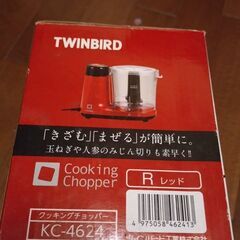 TWINBIRD
「きざむ」「まぜる」が簡単に。
玉ねぎや人参のみじん切りも素早く!!
Cooking
Chopper
R レッド
クッキングチョッパー
KC-4624
4 975058 462413